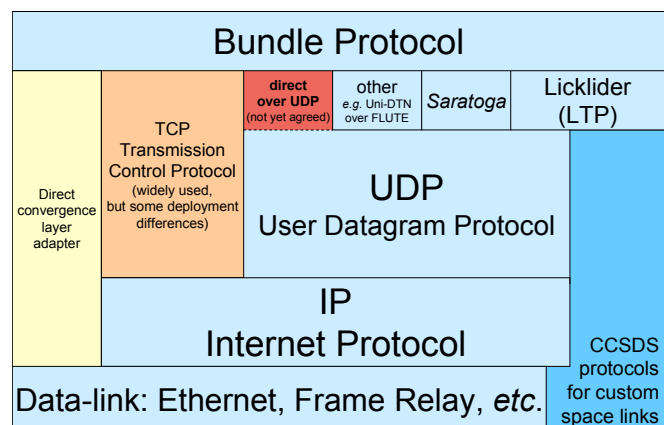 Bundle Protocol
Direct
convergence
layer
adapter
TCP
Transmission
Control Protocol
(widely used,
but some deployment
differences)
direct
over UDP
(not yet agreed)
other
e.g. Uni-DTN
over FLUTE
Saratoga
Licklider
(LTP)
UDP
User Datagram Protocol
IP
Internet Protocol
CCSDS
protocols
for custom
space links
Data-link: Ethernet, Frame Relay, etc.